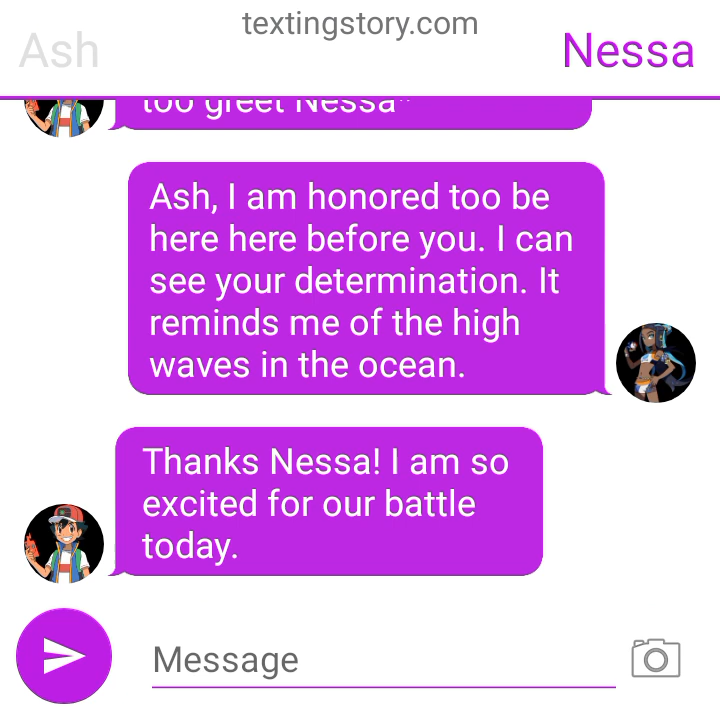 textingstory.com
Ash
Nessa
too greet Nessa*
Ash, I am honored too be
here here before you. I can
see your determination. It
reminds me of the high
waves in the ocean.
Thanks Nessa! I am so
excited for our battle
today.
Message